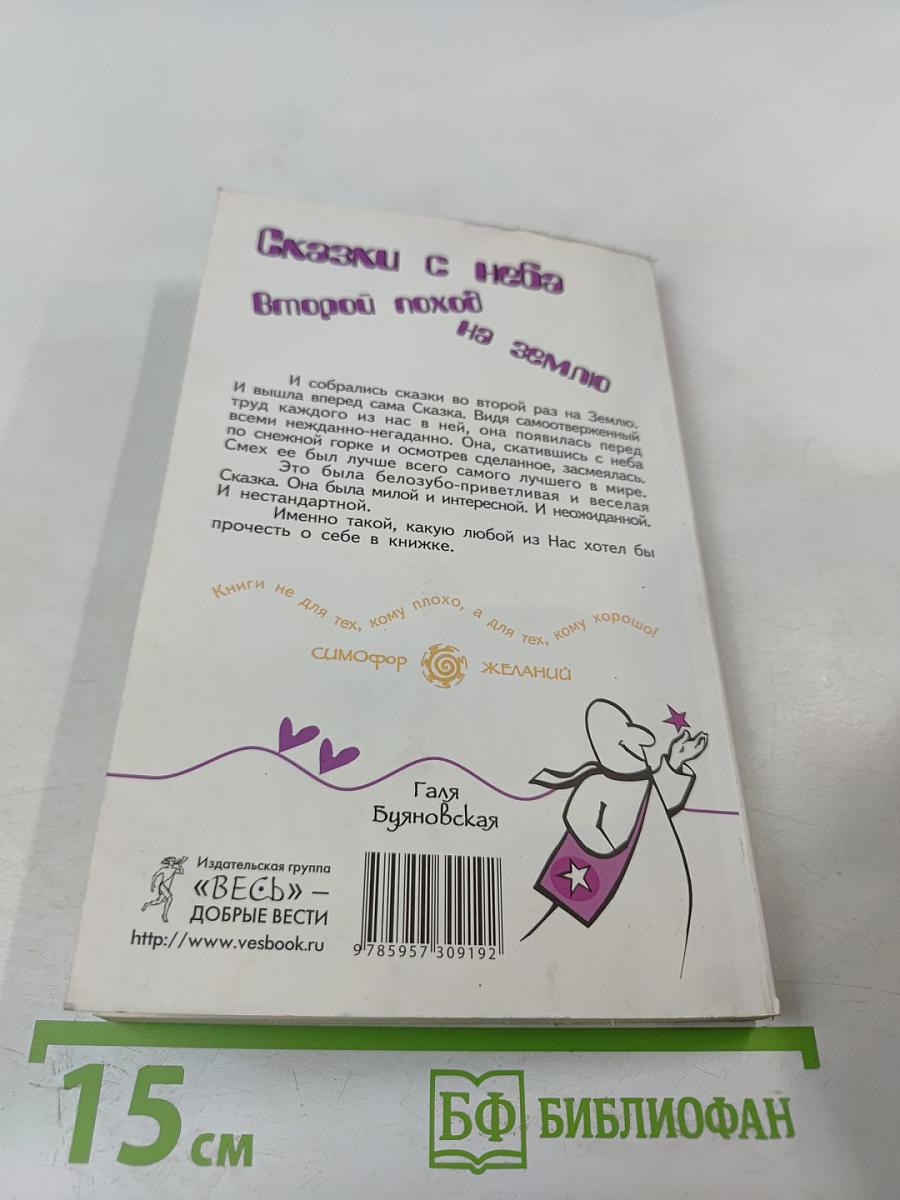 Сказки с неба
Второй поход
на землю
И собрались сказки во второй раз на Землю.
И вышла вперед сама Сказка. Видя самоотверженный
труд каждого из нас в ней, она появилась перед
всеми нежданно-негаданно. Она, скатившись с неба
по снежной горке и осмотрев сделанное, засмеялась.
Смех ее был лучше всего самого лучшего в мире.
Это была белозубо-приветливая и веселая
Сказка. Она была милой и интересной. И неожиданной.
И нестандартной.
Именно такой, какую любой из Нас хотел бы
прочесть о себе в книжке.
Книги не для тех, кому плохо, а для тех, кому хорошо!
СИМОфОР ЖЕЛАНИЙ
Галя
Буяновская
Издательская группа
«ВЕСЬ» –
ДОБРЫЕ ВЕСТИ
http://www.vesbook.ru
9 785957 309192
15 см
БФ БИБЛИОФАН